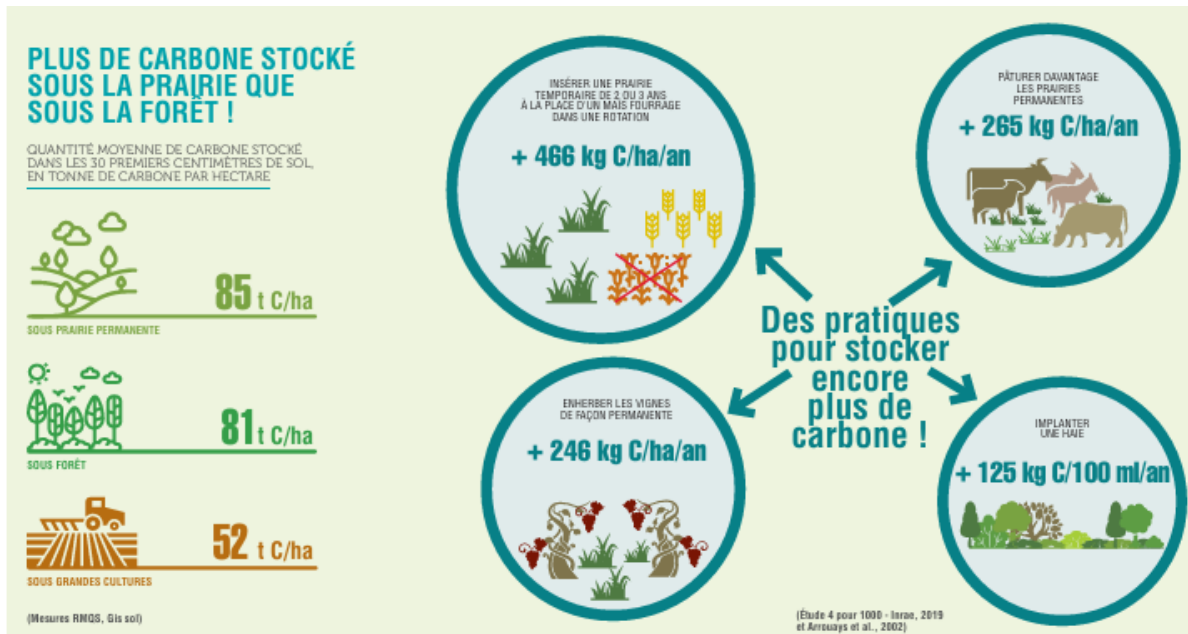 PLUS DE CARBONE STOCKÉ
SOUS LA PRAIRIE QUE
SOUS LA FORÊT !
QUANTITÉ MOYENNE DE CARBONE STOCKÉ
DANS LES 30 PREMIERS CENTIMÈTRES DE SOL,
EN TONNE DE CARBONE PAR HECTARE
85 t C/ha
SOUS PRAIRIE PERMANENTE
81 t C/ha
SOUS FORÊT
52 t C/ha
SOUS GRANDES CULTURES
(Mesures RMQS, Gis sol)
INSÉRER UNE PRAIRIE
TEMPORAIRE DE 2 OU 3 ANS
À LA PLACE D'UN MAÏS FOURRAGE
DANS UNE ROTATION
+ 466 kg C/ha/an
PÂTURER DAVANTAGE
LES PRAIRIES
PERMANENTES
+ 265 kg C/ha/an
Des pratiques
pour stocker
encore
plus de
carbone !
ENHERBER LES VIGNES
DE FAÇON PERMANENTE
+ 246 kg C/ha/an
IMPLANTER
UNE HAIE
+ 125 kg C/100 ml/an
(Étude 4 pour 1000 - Inrae, 2019
et Arrouays et al., 2002)